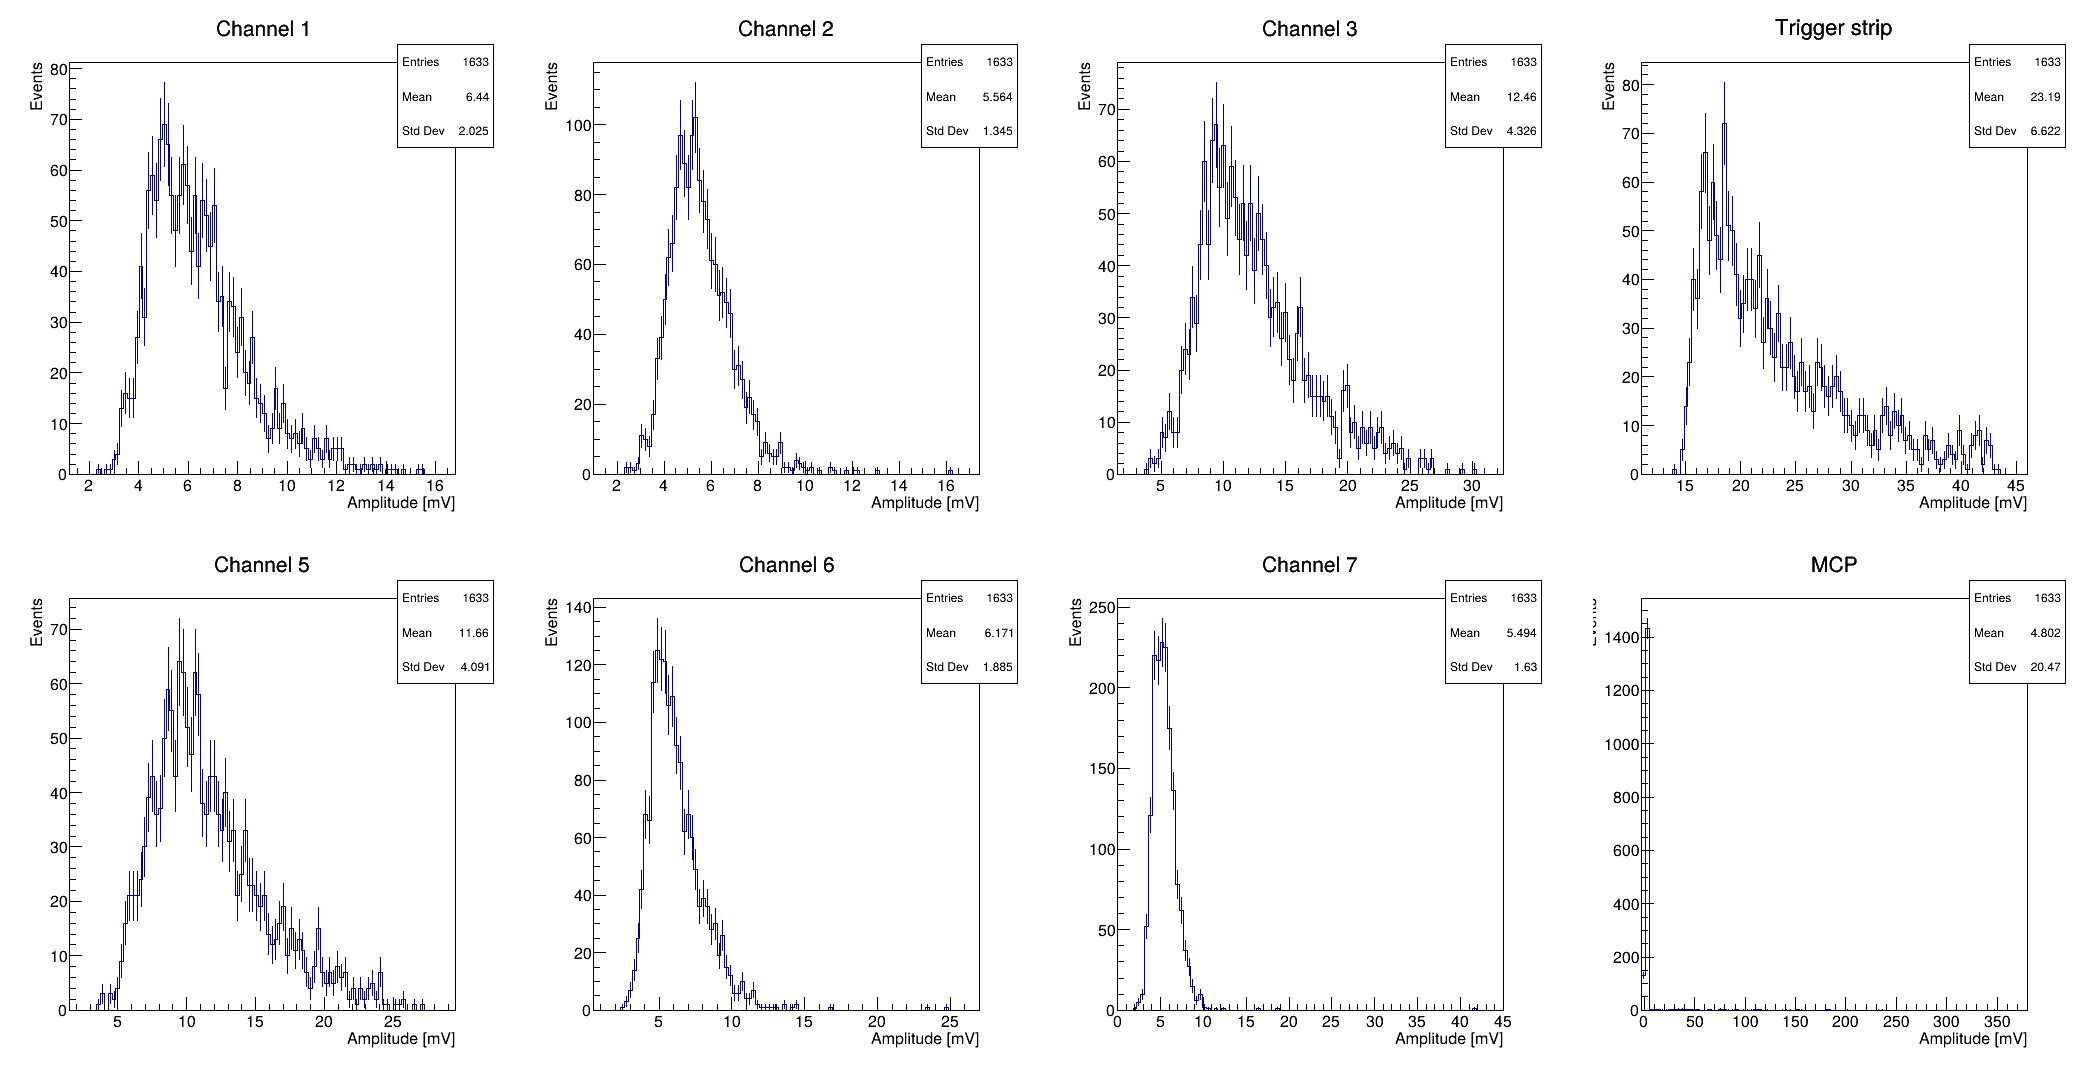 Channel 1
Events
Entries 1633
Mean 6.44
Std Dev 2.025
80
70
60
50
40
30
20
10
0
2 4 6 8 10 12 14 16
Amplitude [mV]
Channel 2
Events
Entries 1633
Mean 5.564
Std Dev 1.345
100
80
60
40
20
0
2 4 6 8 10 12 14 16
Amplitude [mV]
Channel 3
Events
Entries 1633
Mean 12.46
Std Dev 4.326
70
60
50
40
30
20
10
0
5 10 15 20 25 30
Amplitude [mV]
Trigger strip
Events
Entries 1633
Mean 23.19
Std Dev 6.622
80
70
60
50
40
30
20
10
0
15 20 25 30 35 40 45
Amplitude [mV]
Channel 5
Events
Entries 1633
Mean 11.66
Std Dev 4.091
70
60
50
40
30
20
10
0
5 10 15 20 25
Amplitude [mV]
Channel 6
Events
Entries 1633
Mean 6.171
Std Dev 1.885
140
120
100
80
60
40
20
0
5 10 15 20 25
Amplitude [mV]
Channel 7
Events
Entries 1633
Mean 5.494
Std Dev 1.63
250
200
150
100
50
0
0 5 10 15 20 25 30 35 40 45
Amplitude [mV]
MCP
Events
Entries 1633
Mean 4.802
Std Dev 20.47
1400
1200
1000
800
600
400
200
0
0 50 100 150 200 250 300 350
Amplitude [mV]